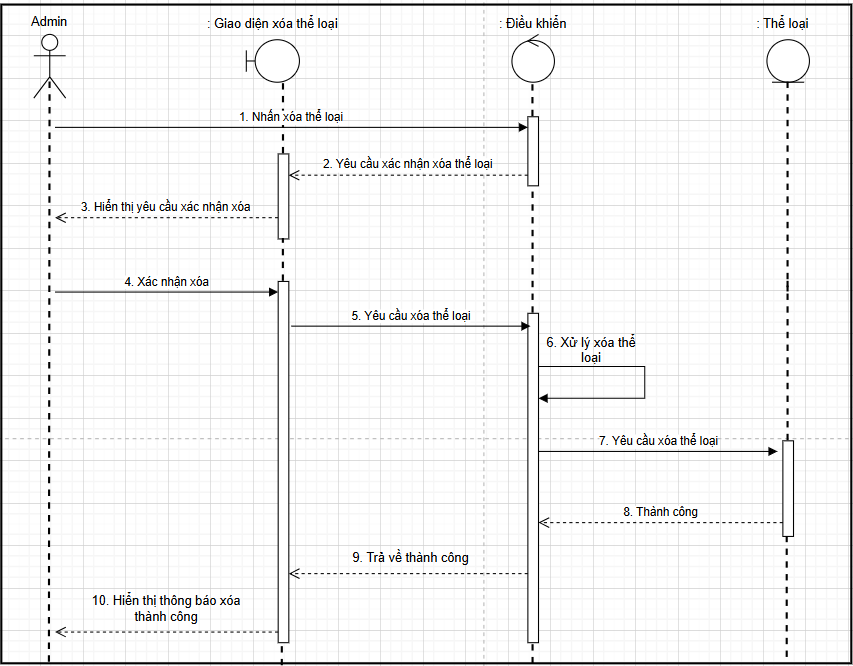 Admin
: Giao diện xóa thể loại
: Điều khiển
: Thể loại
1. Nhấn xóa thể loại
2. Yêu cầu xác nhận xóa thể loại
3. Hiển thị yêu cầu xác nhận xóa
4. Xác nhận xóa
5. Yêu cầu xóa thể loại
6. Xử lý xóa thể
loại
7. Yêu cầu xóa thể loại
8. Thành công
9. Trả về thành công
10. Hiển thị thông báo xóa
thành công